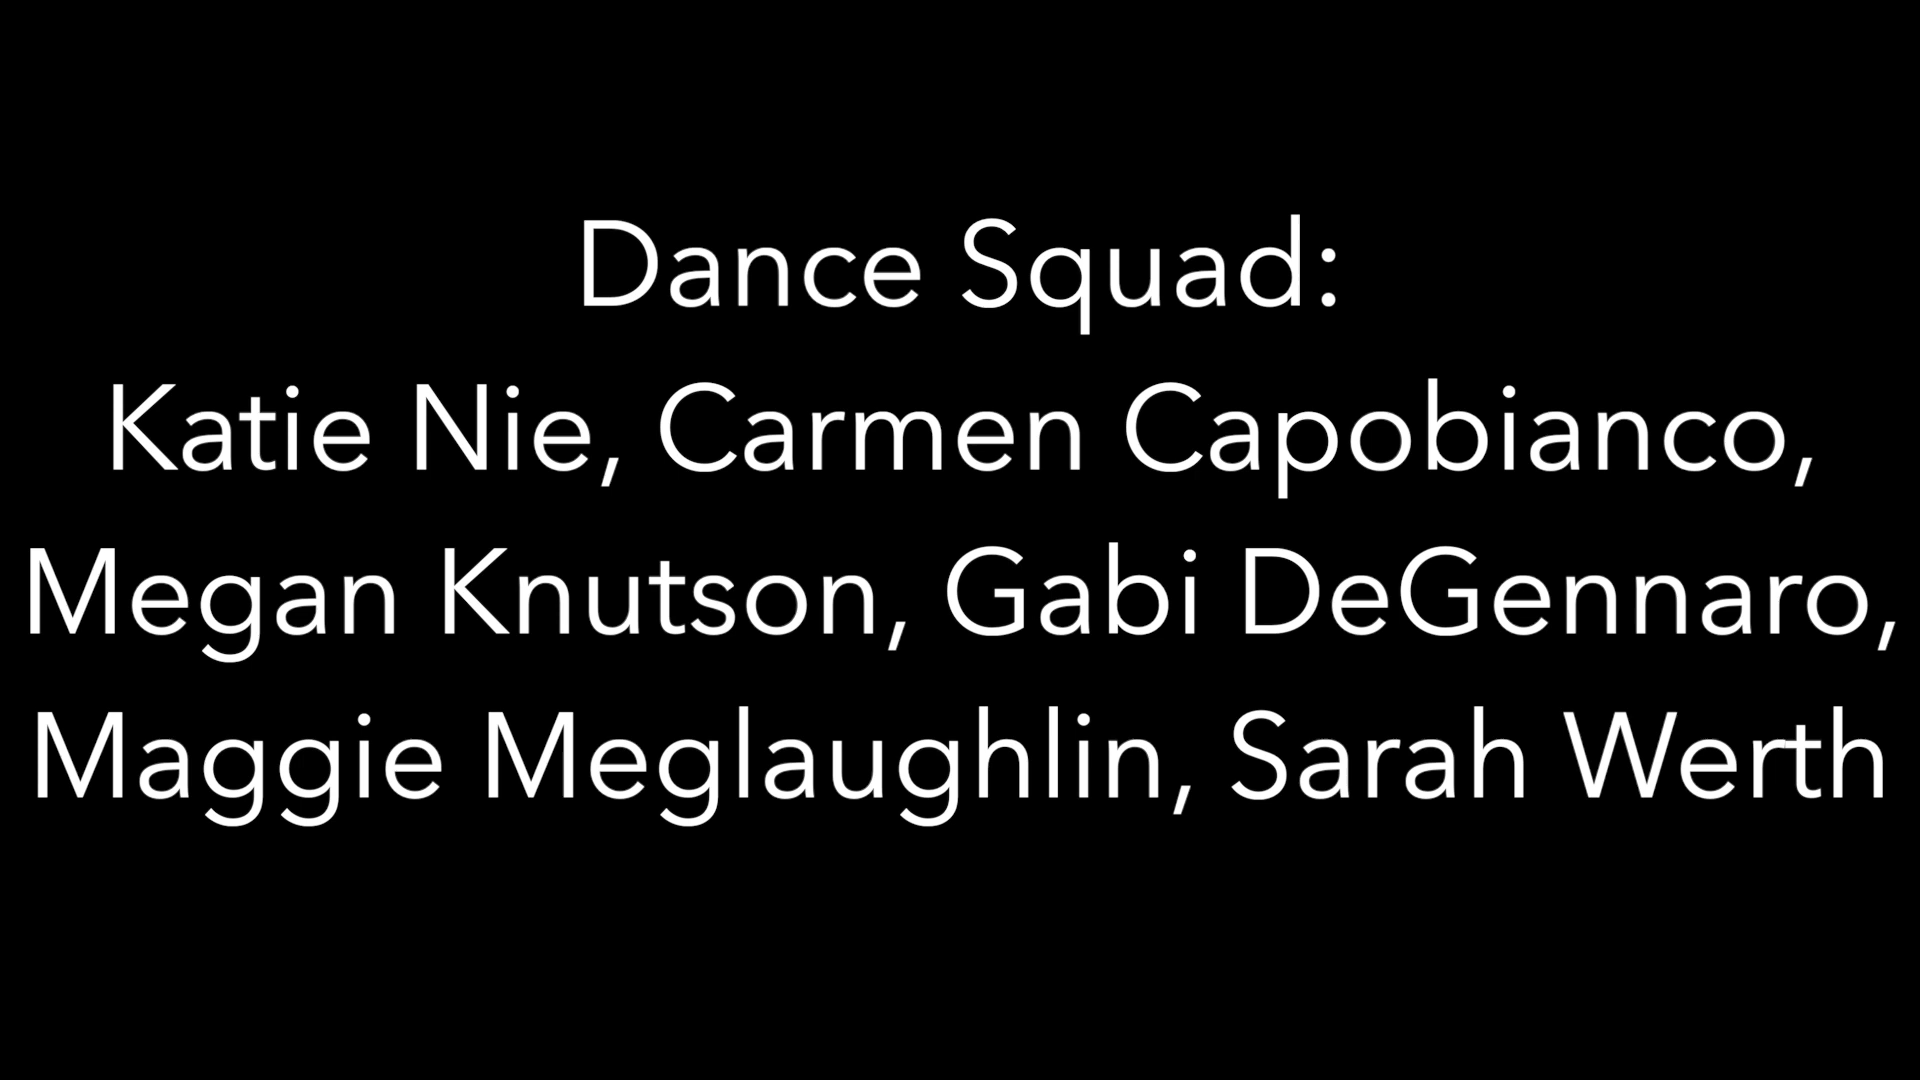 Dance Squad:
Katie Nie, Carmen Capobianco,
Megan Knutson, Gabi DeGennaro,
Maggie Meglaughlin, Sarah Werth